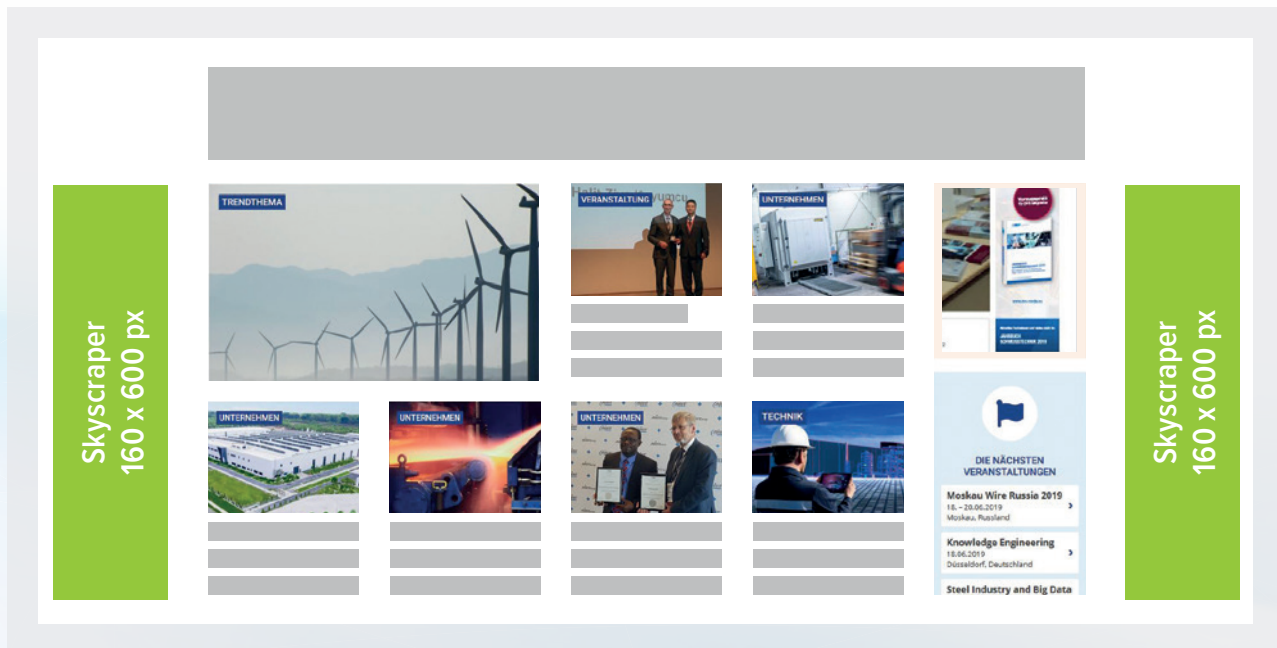 Skyscraper
160 x 600 px
TRENDTHEMA
VERANSTALTUNG
UNTERNEHMEN
UNTERNEHMEN
UNTERNEHMEN
UNTERNEHMEN
TECHNIK
DIE NÄCHSTEN
VERANSTALTUNGEN
Moskau Wire Russia 2019
18. – 20.06.2019
Moskau, Russland
Knowledge Engineering
18.06.2019
Düsseldorf, Deutschland
Steel Industry and Big Data
Skyscraper
160 x 600 px